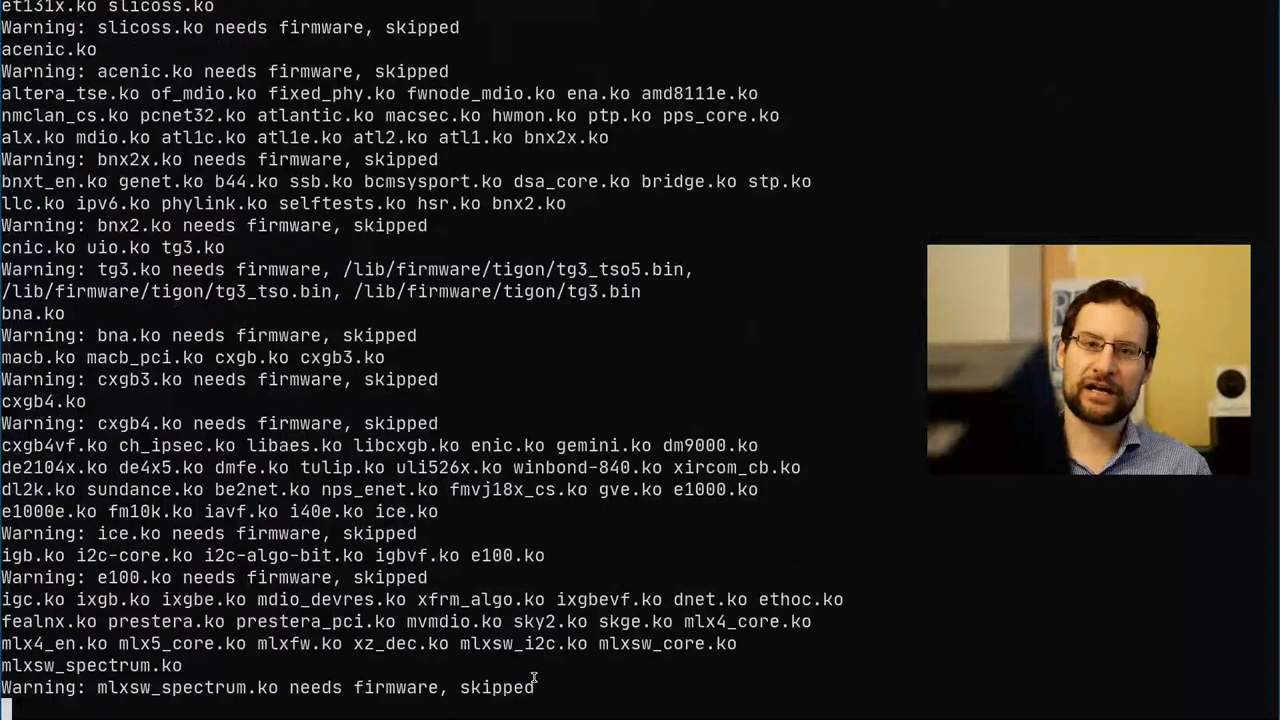 et131x.ko slicoss.ko
Warning: slicoss.ko needs firmware, skipped
acenic.ko
Warning: acenic.ko needs firmware, skipped
altera_tse.ko of_mdio.ko fixed_phy.ko fwnode_mdio.ko ena.ko amd8111e.ko
nmclan_cs.ko pcnet32.ko atlantic.ko macsec.ko hwmon.ko ptp.ko pps_core.ko
alx.ko mdio.ko atl1c.ko atl1e.ko atl2.ko atl1.ko bnx2x.ko
Warning: bnx2x.ko needs firmware, skipped
bnxt_en.ko genet.ko b44.ko ssb.ko bcmsysport.ko dsa_core.ko bridge.ko stp.ko
llc.ko ipv6.ko phylink.ko selftests.ko hsr.ko bnx2.ko
Warning: bnx2.ko needs firmware, skipped
cnic.ko uio.ko tg3.ko
Warning: tg3.ko needs firmware, /lib/firmware/tigon/tg3_tso5.bin,
/lib/firmware/tigon/tg3_tso.bin, /lib/firmware/tigon/tg3.bin
bna.ko
Warning: bna.ko needs firmware, skipped
macb.ko macb_pci.ko cxgb.ko cxgb3.ko
Warning: cxgb3.ko needs firmware, skipped
cxgb4.ko
Warning: cxgb4.ko needs firmware, skipped
cxgb4vf.ko ch_ipsec.ko libaes.ko libcxgb.ko enic.ko gemini.ko dm9000.ko
de2104x.ko de4x5.ko dmfe.ko tulip.ko uli526x.ko winbond-840.ko xircom_cb.ko
dl2k.ko sundance.ko be2net.ko nps_enet.ko fmvj18x_cs.ko gve.ko e1000.ko
e1000e.ko fm10k.ko iavf.ko i40e.ko ice.ko
Warning: ice.ko needs firmware, skipped
igb.ko i2c-core.ko i2c-algo-bit.ko igbvf.ko e100.ko
Warning: e100.ko needs firmware, skipped
igc.ko ixgb.ko ixgbe.ko mdio_devres.ko xfrm_algo.ko ixgbevf.ko dnet.ko ethoc.ko
fealnx.ko prestera.ko prestera_pci.ko mvmdio.ko sky2.ko skge.ko mlx4_core.ko
mlx4_en.ko mlx5_core.ko mlxfw.ko xz_dec.ko mlxsw_i2c.ko mlxsw_core.ko
mlxsw_spectrum.ko
Warning: mlxsw_spectrum.ko needs firmware, skipped